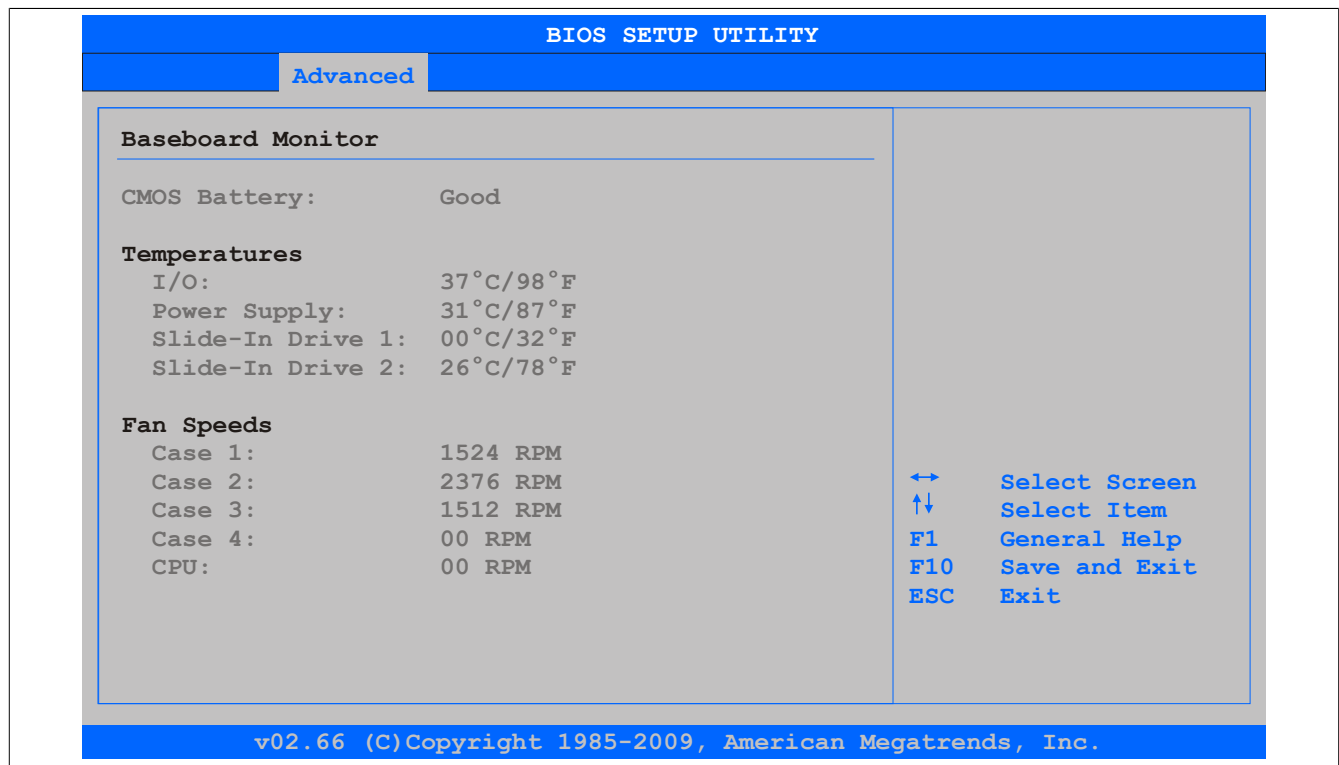 BIOS SETUP UTILITY
Advanced
Baseboard Monitor
CMOS Battery: Good
Temperatures
I/O: 37°C/98°F
Power Supply: 31°C/87°F
Slide-In Drive 1: 00°C/32°F
Slide-In Drive 2: 26°C/78°F
Fan Speeds
Case 1: 1524 RPM
Case 2: 2376 RPM
Case 3: 1512 RPM
Case 4: 00 RPM
CPU: 00 RPM
↔ Select Screen
↑↓ Select Item
F1 General Help
F10 Save and Exit
ESC Exit
v02.66 (C)Copyright 1985-2009, American Megatrends, Inc.